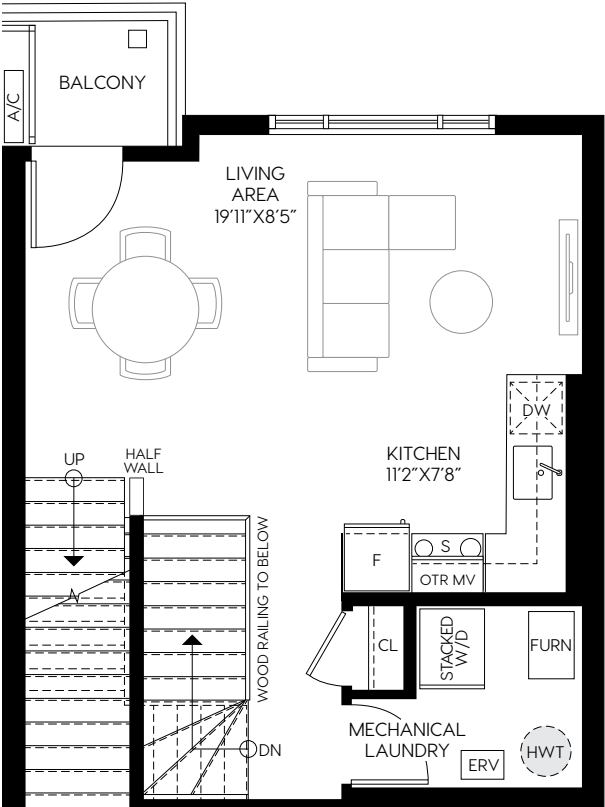 A/C
BALCONY
LIVING
AREA
19'11"X8'5"
DW
KITCHEN
11'2"X7'8"
UP
HALF
WALL
WOOD RAILING TO BELOW
F
S
OTR MV
CL
STACKED
W/D
FURN
MECHANICAL
LAUNDRY
DN
ERV
HWT